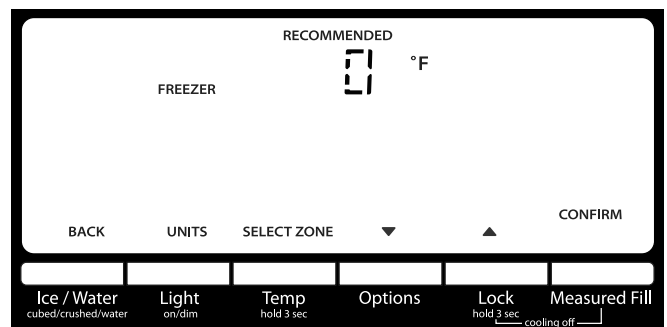 RECOMMENDED
FREEZER 0 °F
BACK UNITS SELECT ZONE ▼ ▲ CONFIRM
Ice / Water Light Temp Options Lock Measured Fill
cubed/crushed/water on/dim hold 3 sec hold 3 sec
cooling off